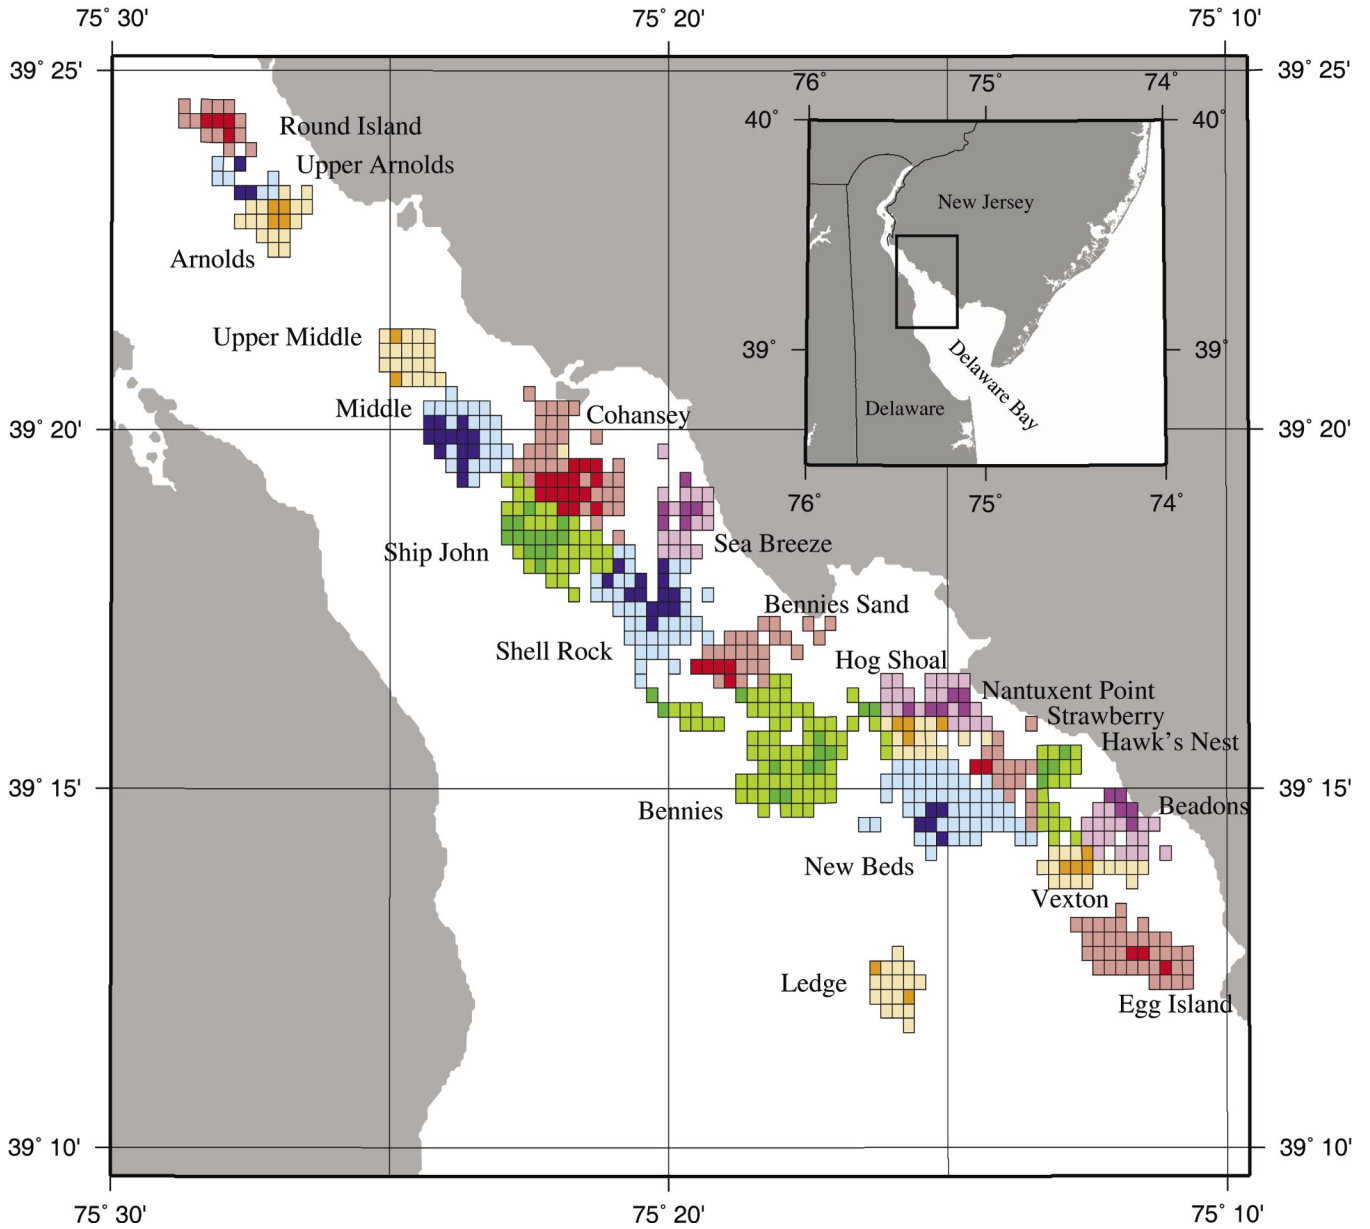 75° 30'
75° 20'
75° 10'
39° 25'
39° 25'
76°
75°
74°
40°
40°
Round Island
Upper Arnolds
New Jersey
Arnolds
Upper Middle
39°
39°
Delaware Bay
Middle
Cohansey
Delaware
39° 20'
39° 20'
76°
75°
74°
Ship John
Sea Breeze
Bennies Sand
Shell Rock
Hog Shoal
Nantuxent Point
Strawberry
Hawk's Nest
39° 15'
39° 15'
Bennies
Beadons
New Beds
Vexton
Ledge
Egg Island
39° 10'
39° 10'
75° 30'
75° 20'
75° 10'